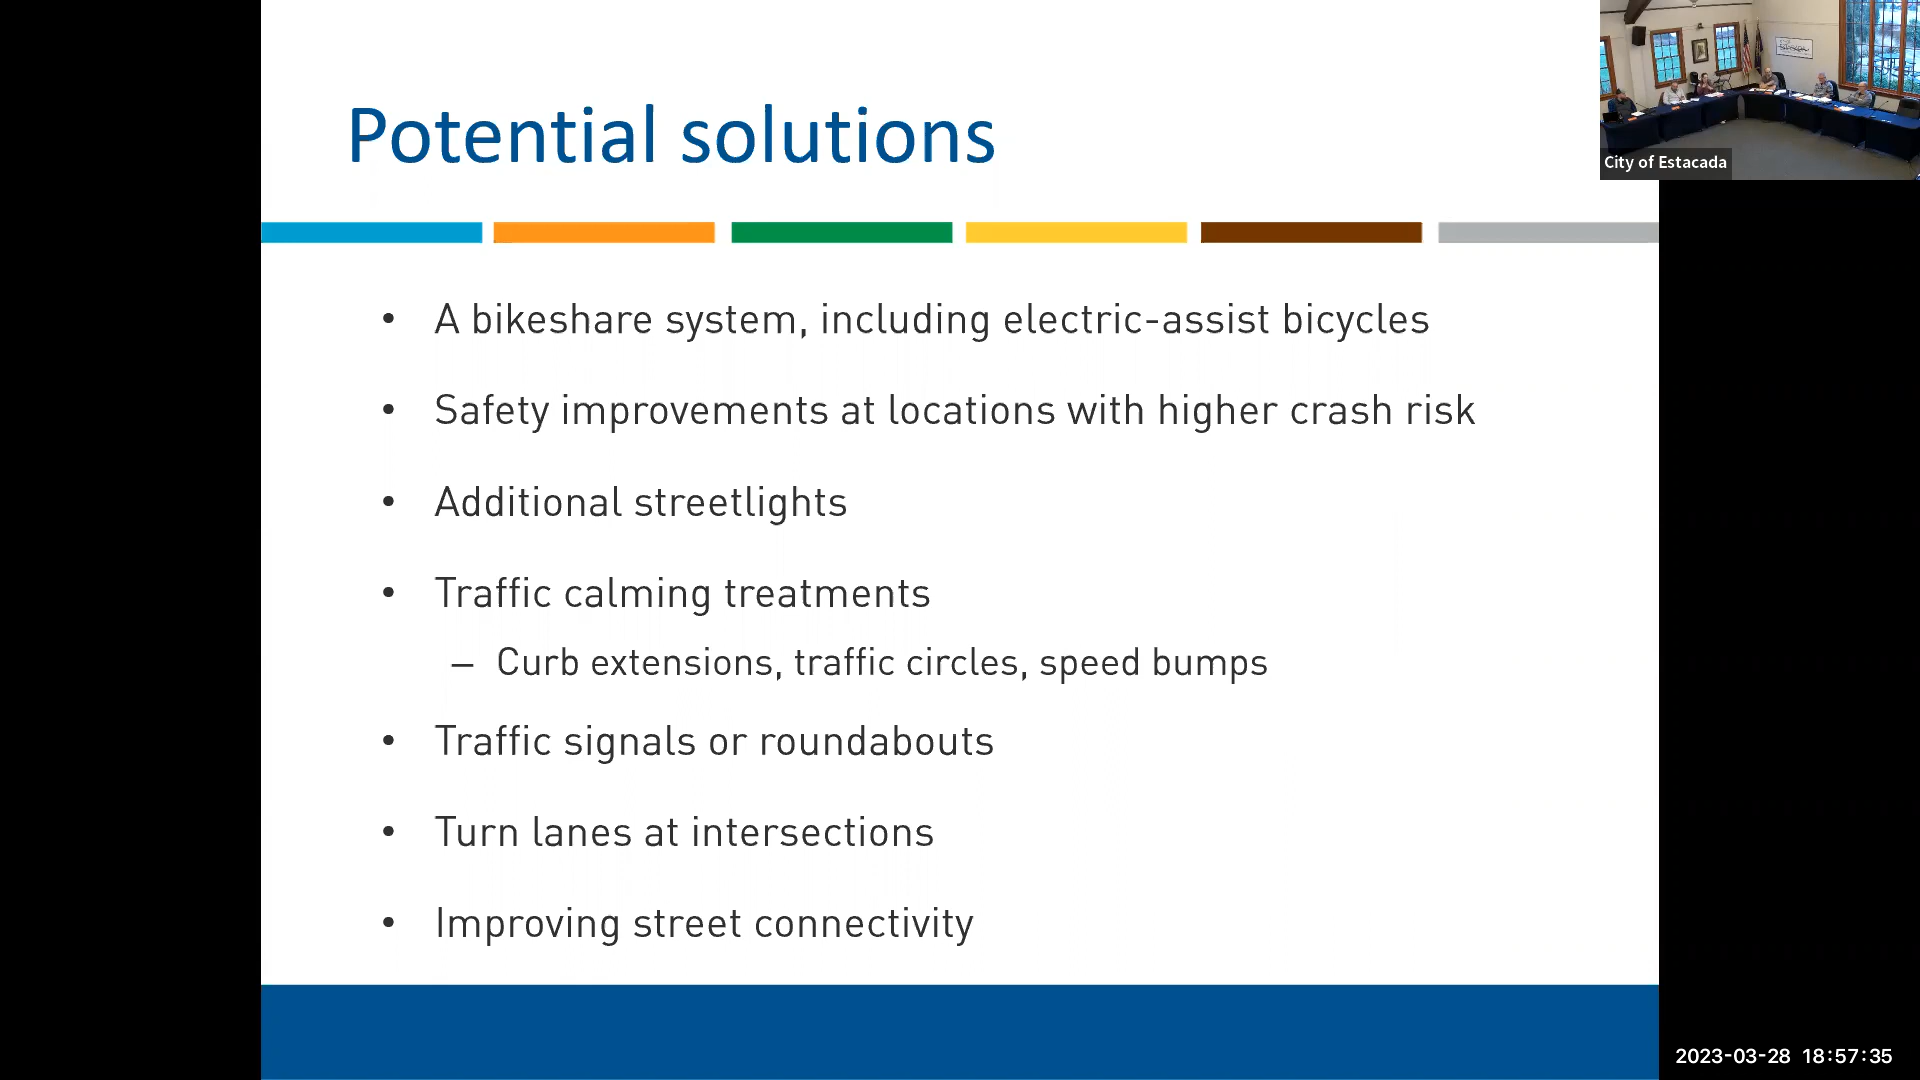 Potential solutions
City of Estacada
• A bikeshare system, including electric-assist bicycles
• Safety improvements at locations with higher crash risk
• Additional streetlights
• Traffic calming treatments
– Curb extensions, traffic circles, speed bumps
• Traffic signals or roundabouts
• Turn lanes at intersections
• Improving street connectivity
2023-03-28 18:57:35